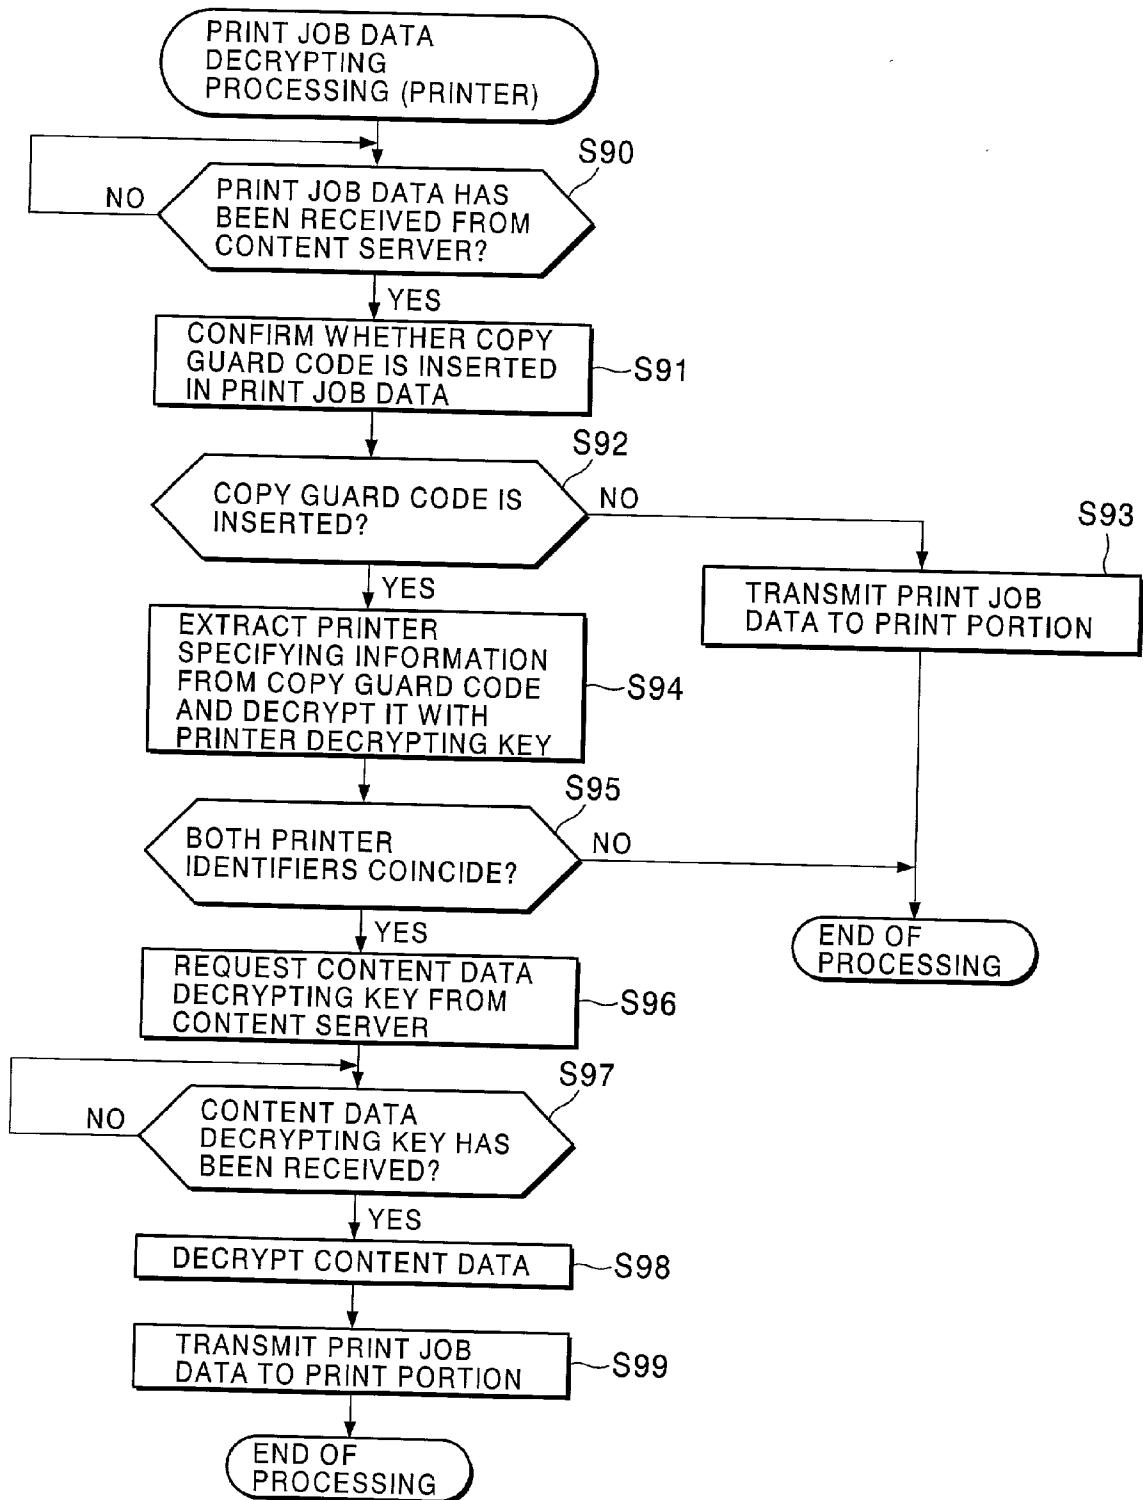 PRINT JOB DATA
DECRYPTING
PROCESSING (PRINTER)
S90
NO
PRINT JOB DATA HAS
BEEN RECEIVED FROM
CONTENT SERVER?
YES
CONFIRM WHETHER COPY
GUARD CODE IS INSERTED
IN PRINT JOB DATA
S91
S92
COPY GUARD CODE IS
INSERTED?
NO
S93
YES
TRANSMIT PRINT JOB
DATA TO PRINT PORTION
EXTRACT PRINTER
SPECIFYING INFORMATION
FROM COPY GUARD CODE
AND DECRYPT IT WITH
PRINTER DECRYPTING KEY
S94
S95
BOTH PRINTER
IDENTIFIERS COINCIDE?
NO
YES
END OF
PROCESSING
REQUEST CONTENT DATA
DECRYPTING KEY FROM
CONTENT SERVER
S96
S97
NO
CONTENT DATA
DECRYPTING KEY HAS
BEEN RECEIVED?
YES
DECRYPT CONTENT DATA
S98
TRANSMIT PRINT JOB
DATA TO PRINT PORTION
S99
END OF
PROCESSING